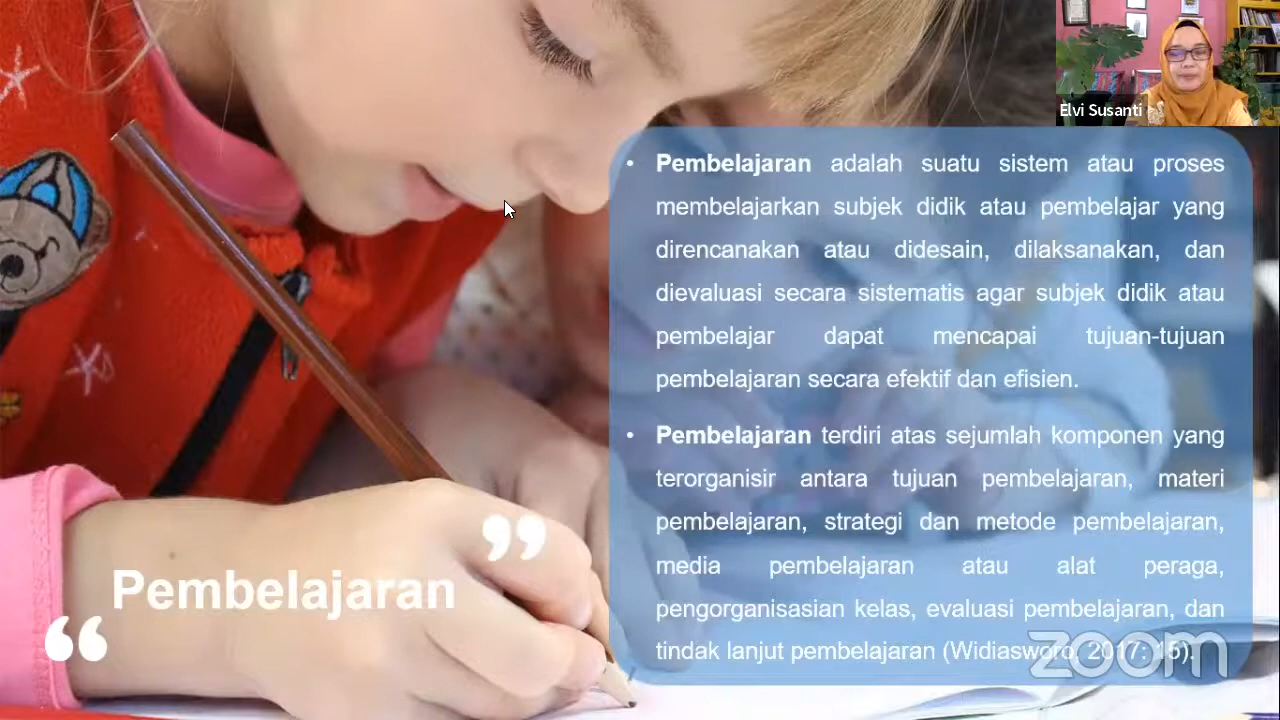 Elvi Susanti
• Pembelajaran adalah suatu sistem atau proses
membelajarkan subjek didik atau pembelajar yang
direncanakan atau didesain, dilaksanakan, dan
dievaluasi secara sistematis agar subjek didik atau
pembelajar dapat mencapai tujuan-tujuan
pembelajaran secara efektif dan efisien.
• Pembelajaran terdiri atas sejumlah komponen yang
terorganisir antara tujuan pembelajaran, materi
pembelajaran, strategi dan metode pembelajaran,
media pembelajaran atau alat peraga,
pengorganisasian kelas, evaluasi pembelajaran, dan
tindak lanjut pembelajaran (Widiasworo, 2017: 15).
“ Pembelajaran ”
zoom